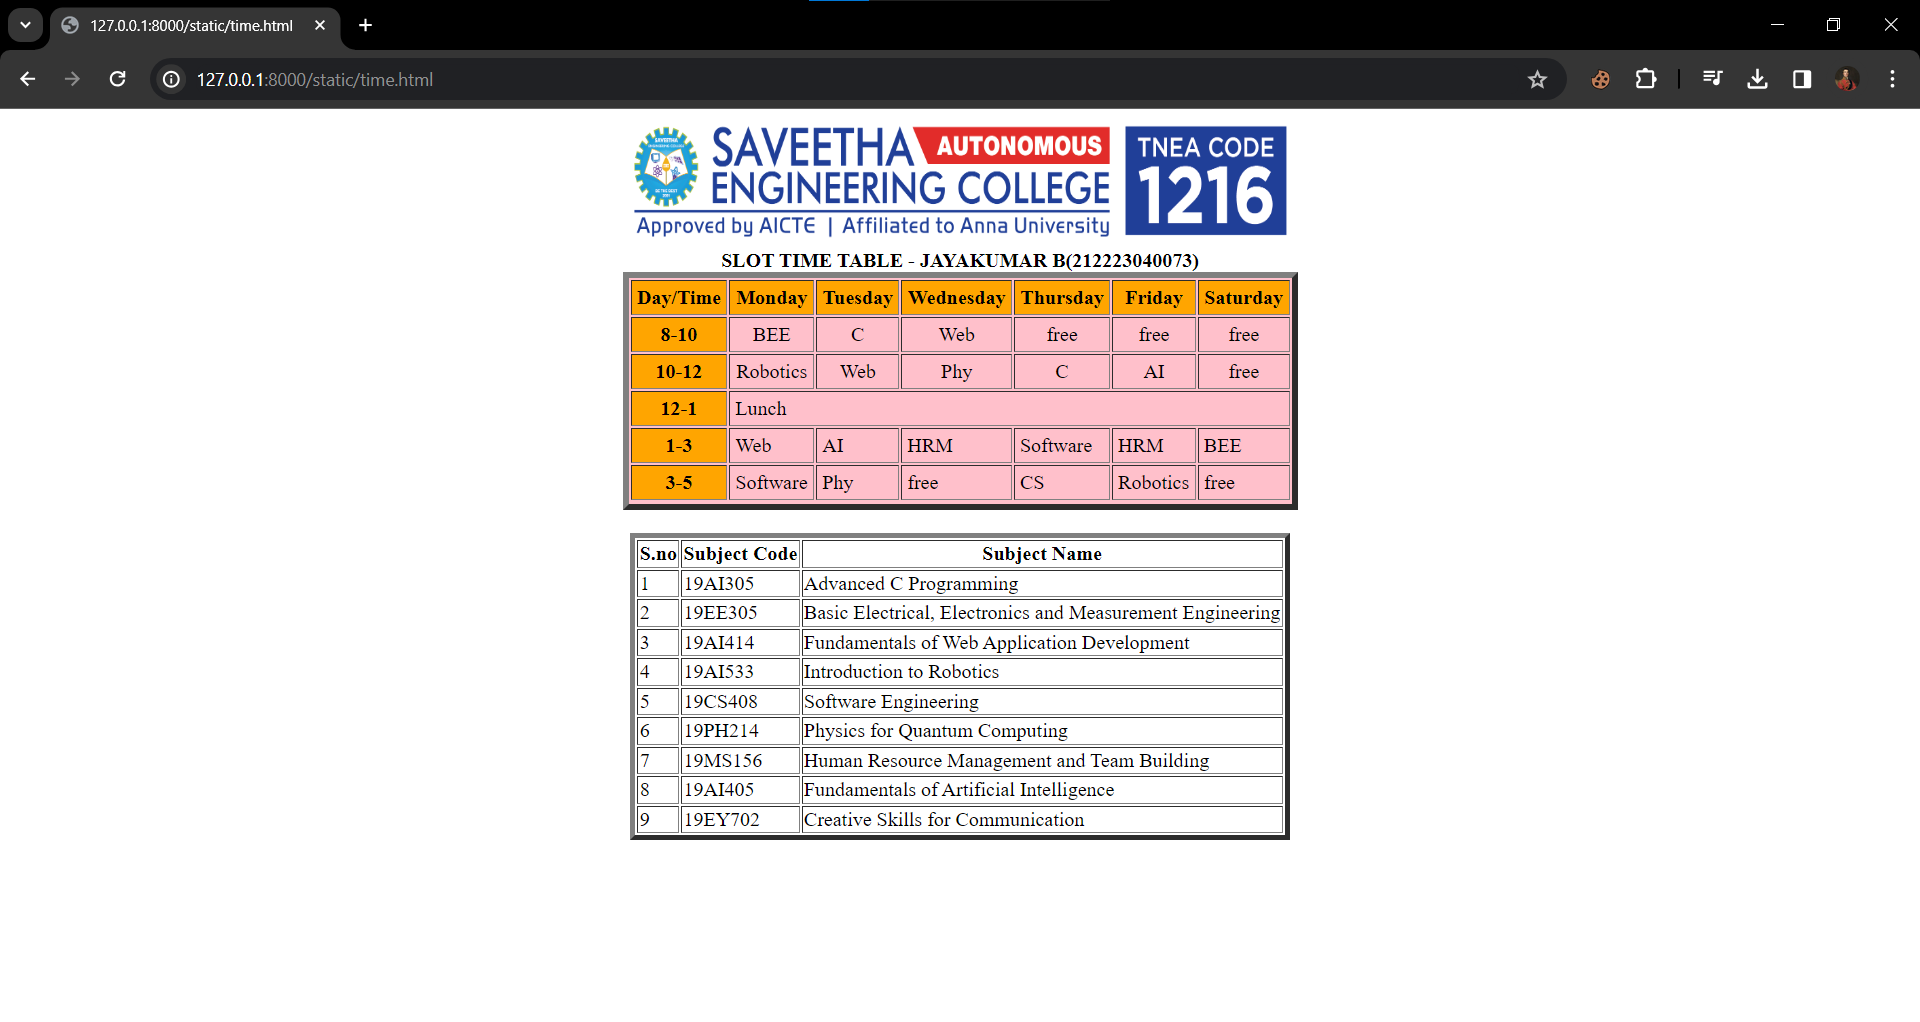 127.0.0.1:8000/static/time.html
127.0.0.1:8000/static/time.html
SAVEETHA AUTONOMOUS
ENGINEERING COLLEGE
Approved by AICTE | Affiliated to Anna University
TNEA CODE
1216
SLOT TIME TABLE - JAYAKUMAR B(212223040073)
Day/Time Monday Tuesday Wednesday Thursday Friday Saturday
8-10 BEE C Web free free free
10-12 Robotics Web Phy C AI free
12-1 Lunch
1-3 Web AI HRM Software HRM BEE
3-5 Software Phy free CS Robotics free
S.no Subject Code Subject Name
1 19AI305 Advanced C Programming
2 19EE305 Basic Electrical, Electronics and Measurement Engineering
3 19AI414 Fundamentals of Web Application Development
4 19AI533 Introduction to Robotics
5 19CS408 Software Engineering
6 19PH214 Physics for Quantum Computing
7 19MS156 Human Resource Management and Team Building
8 19AI405 Fundamentals of Artificial Intelligence
9 19EY702 Creative Skills for Communication